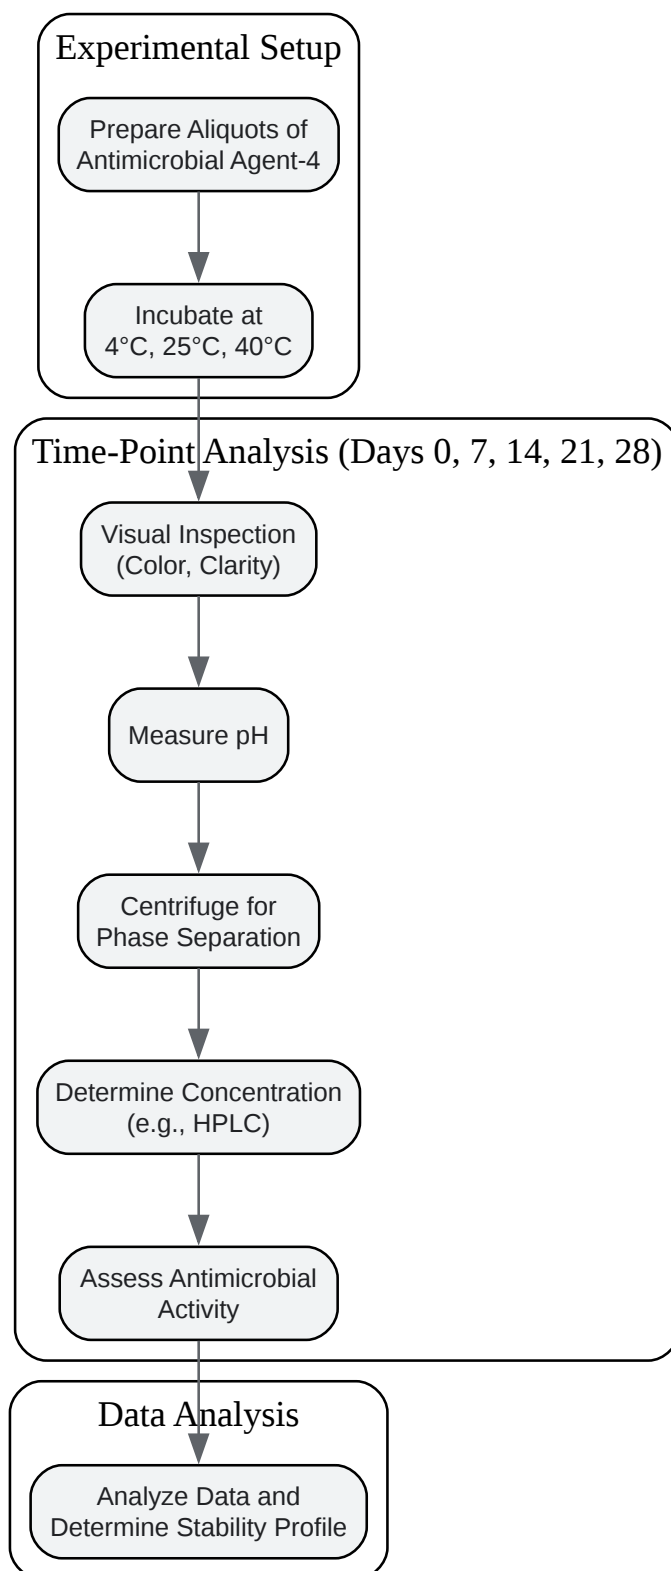 Experimental Setup
Prepare Aliquots of
Antimicrobial Agent-4
Incubate at
4°C, 25°C, 40°C
Time-Point Analysis (Days 0, 7, 14, 21, 28)
Visual Inspection
(Color, Clarity)
Measure pH
Centrifuge for
Phase Separation
Determine Concentration
(e.g., HPLC)
Assess Antimicrobial
Activity
Data Analysis
Analyze Data and
Determine Stability Profile